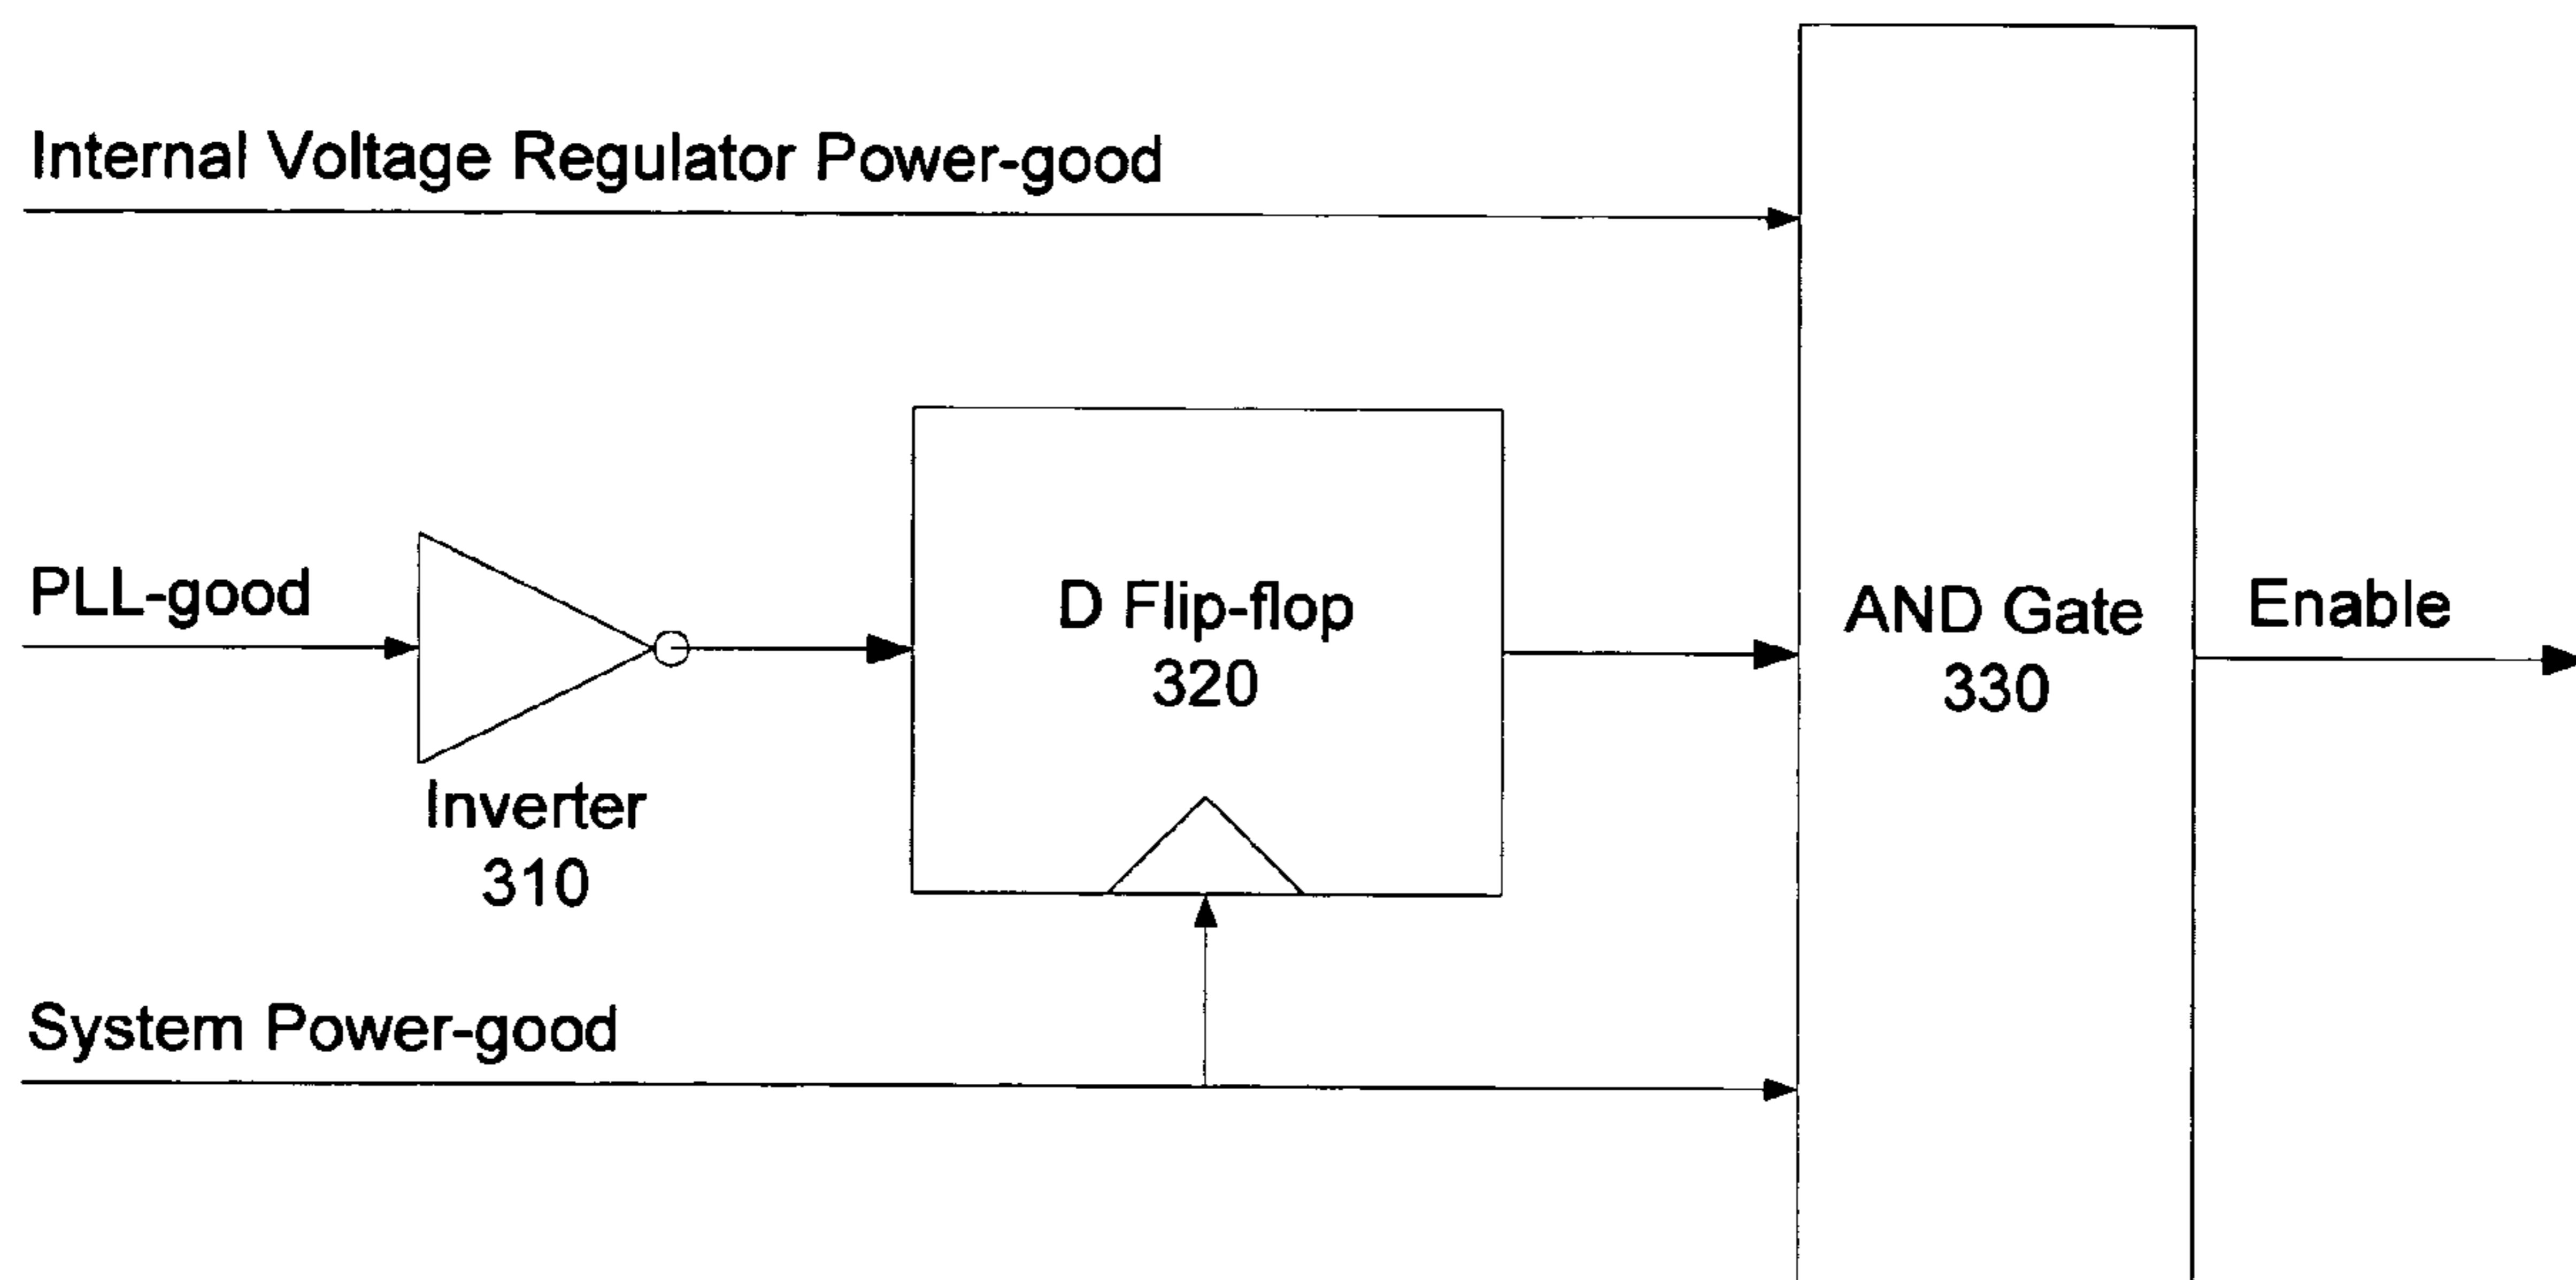 Internal Voltage Regulator Power-good
PLL-good
Inverter
310
D Flip-flop
320
AND Gate
330
Enable
System Power-good